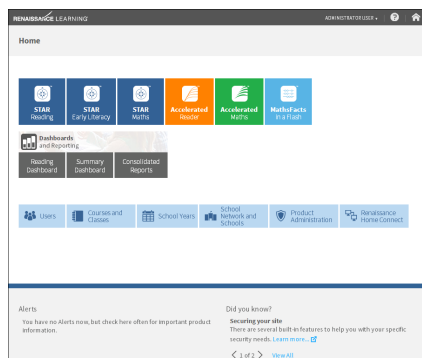 RENAISSANCE LEARNING
ADMINISTRATOR USER
?
Home
STAR
Reading
STAR
Early Literacy
STAR
Maths
Accelerated
Reader
Accelerated
Maths
MathsFacts
in a Flash
Dashboards
and Reporting
Reading
Dashboard
Summary
Dashboard
Consolidated
Reports
Users
Courses and
Classes
School Years
School
Network and
Schools
Product
Administration
Renaissance
Home Connect
Alerts
You have no Alerts now, but check here often for important product
information.
Did you know?
Securing your site
There are several built-in features to help you with your specific
security needs. Learn more...
1 of 2 View All